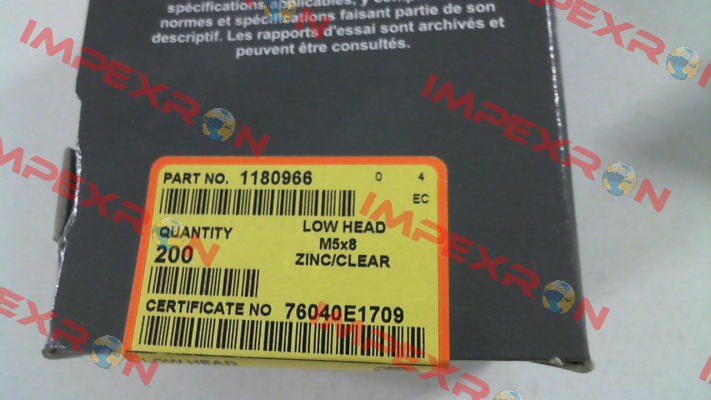 spécifications applicables, y
normes et spécifications faisant partie de son
descriptif. Les rapports d'essai sont archivés et
peuvent être consultés.
PART NO. 1180966 0 4
EC
QUANTITY LOW HEAD
200 M5x8
ZINC/CLEAR
CERTIFICATE NO 76040E1709
LOW HEAD
IMPEXRON
IMPEXRON
IMPEXRON
IMPEXRON